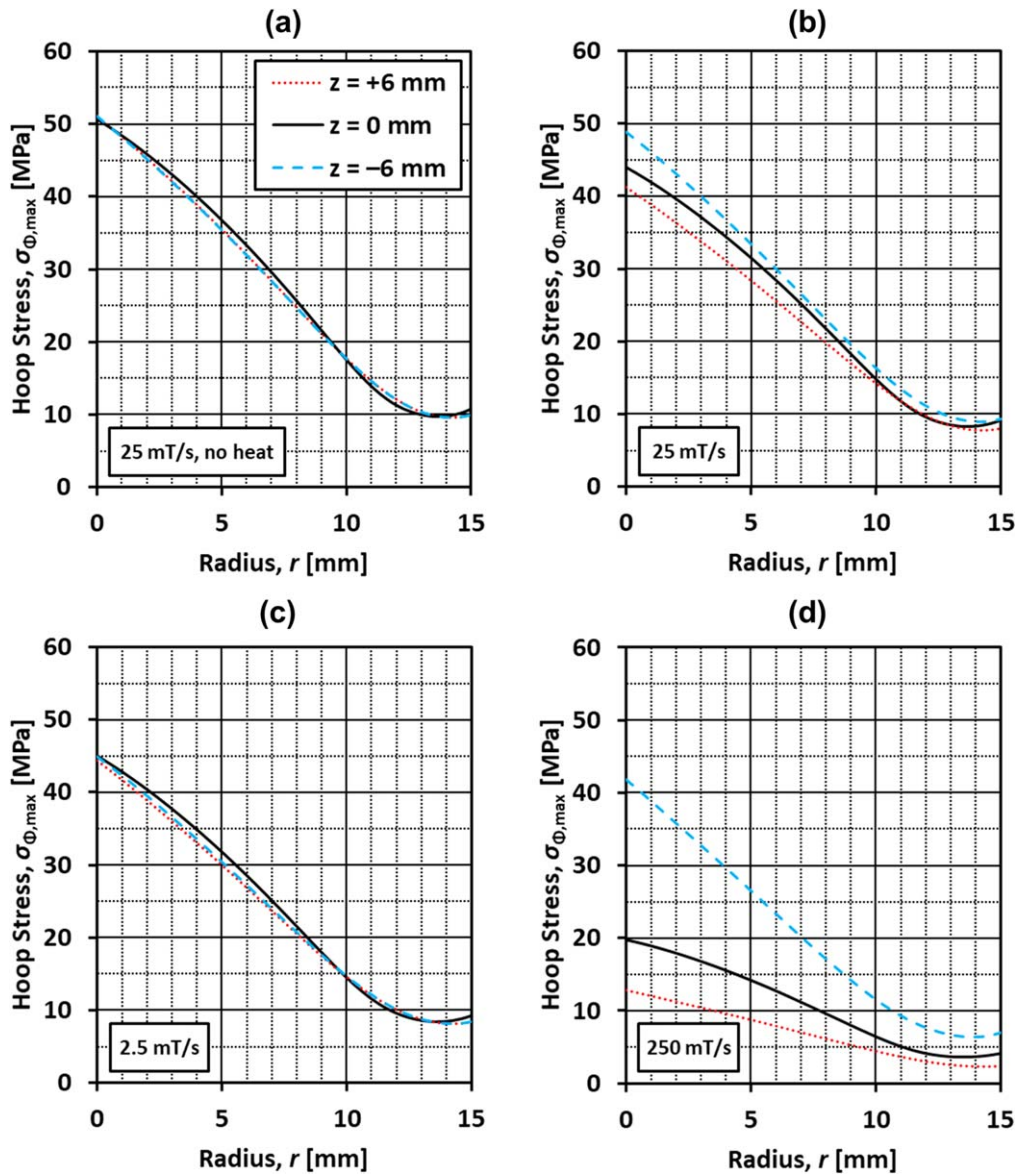 (a)
60
50
40
30
20
10
0
Hoop Stress, σΦ,max [MPa]
z = +6 mm
z = 0 mm
z = −6 mm
25 mT/s, no heat
0 5 10 15
Radius, r [mm]
(b)
60
50
40
30
20
10
0
Hoop Stress, σΦ,max [MPa]
25 mT/s
0 5 10 15
Radius, r [mm]
(c)
60
50
40
30
20
10
0
Hoop Stress, σΦ,max [MPa]
2.5 mT/s
0 5 10 15
Radius, r [mm]
(d)
60
50
40
30
20
10
0
Hoop Stress, σΦ,max [MPa]
250 mT/s
0 5 10 15
Radius, r [mm]